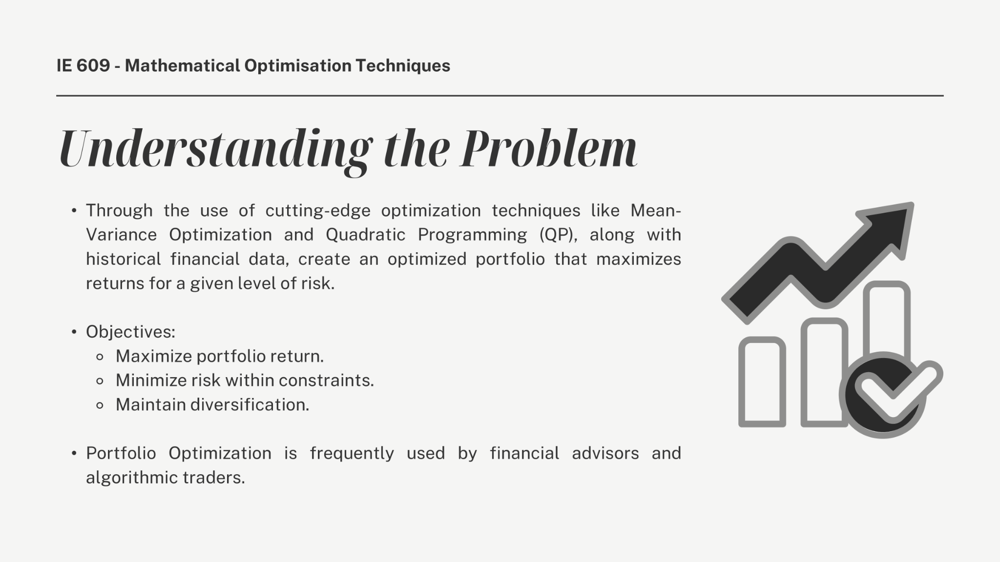 IE 609 - Mathematical Optimisation Techniques
Understanding the Problem
• Through the use of cutting-edge optimization techniques like Mean-
Variance Optimization and Quadratic Programming (QP), along with
historical financial data, create an optimized portfolio that maximizes
returns for a given level of risk.
• Objectives:
◦ Maximize portfolio return.
◦ Minimize risk within constraints.
◦ Maintain diversification.
• Portfolio Optimization is frequently used by financial advisors and
algorithmic traders.